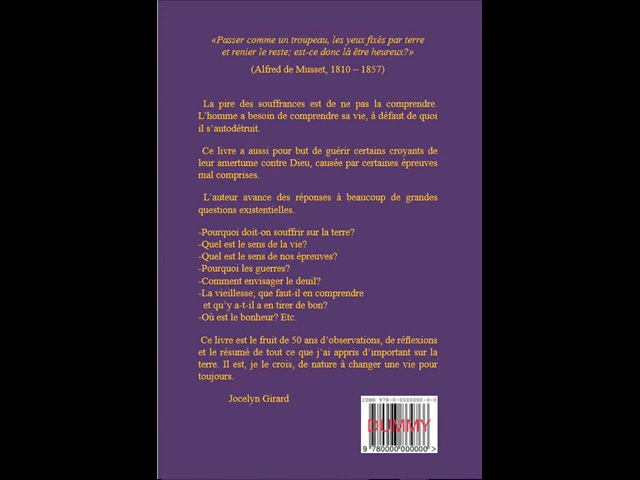 «Passer comme un troupeau, les yeux fixés par terre
et renier le reste; est-ce donc là être heureux?»
(Alfred de Musset, 1810 – 1857)
La pire des souffrances est de ne pas la comprendre.
L’homme a besoin de comprendre sa vie, à défaut de quoi
il s’autodétruit.
Ce livre a aussi pour but de guérir certains croyants de
leur amertume contre Dieu, causée par certaines épreuves
mal comprises.
L’auteur avance des réponses à beaucoup de grandes
questions existentielles.
-Pourquoi doit-on souffrir sur la terre?
-Quel est le sens de la vie?
-Quel est le sens de nos épreuves?
-Pourquoi les guerres?
-Comment envisager le deuil?
-La vieillesse; que faut-il en comprendre
et qu’y a-t-il a en tirer de bon?
-Où est le bonheur? Etc.
Ce livre est le fruit de 50 ans d’observations, de réflexions
et le résumé de tout ce que j’ai appris d’important sur la
terre. Il est, je le crois, de nature à changer une vie pour
toujours.
Jocelyn Girard
ISBN 978-0-0000000-0-0
DUMMY
9 780000 000000 >